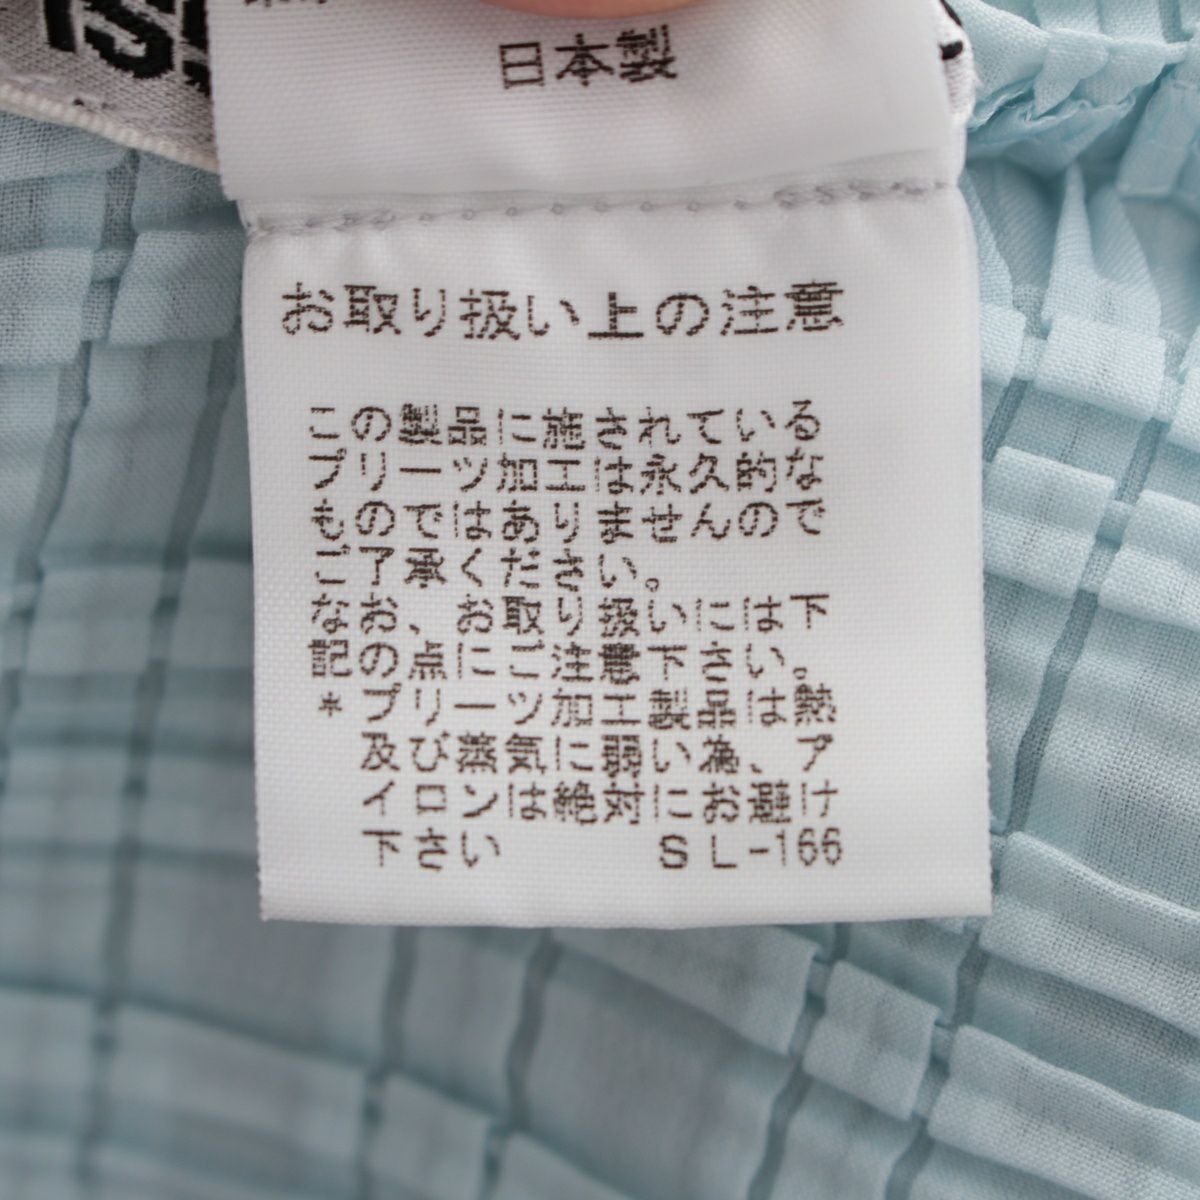 ISS
日本製
お取り扱い上の注意
この製品に施されている
プリーツ加工は永久的な
ものではありませんので
ご了承ください。
なお、お取り扱いには下
記の点にご注意下さい。
* プリーツ加工製品は熱
及び蒸気に弱い為、ア
イロンは絶対にお避け
下さい SL-166